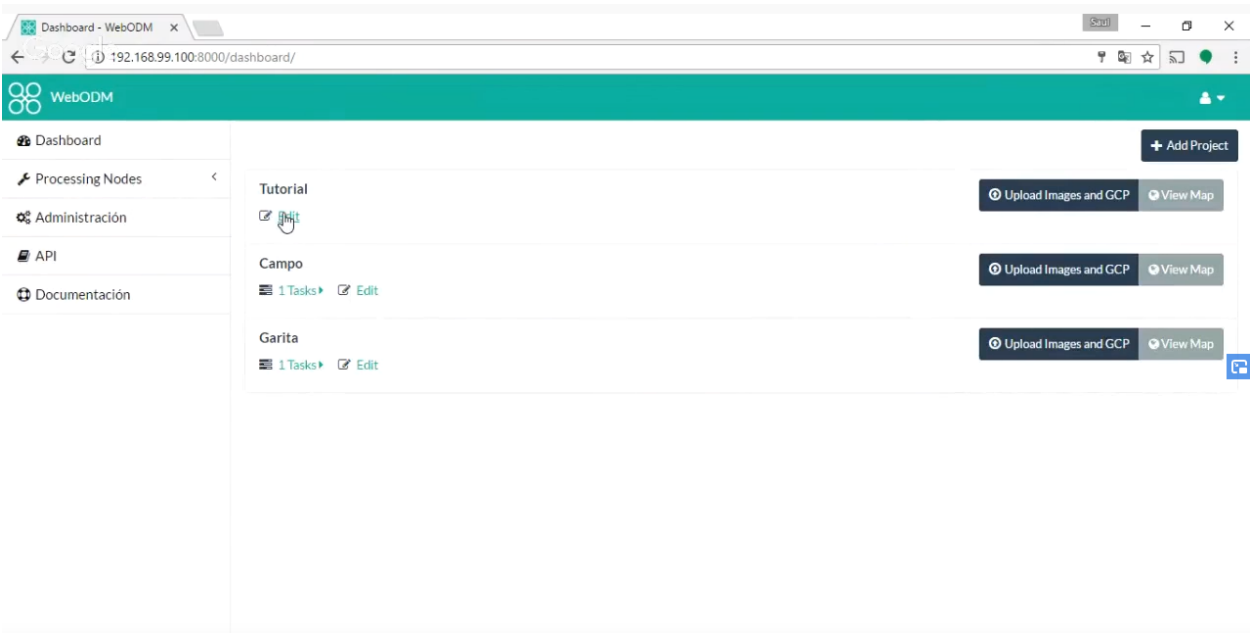 Dashboard - WebODM
Saul
192.168.99.100:8000/dashboard/
WebODM
Dashboard
+ Add Project
Processing Nodes
Administración
API
Documentación
Tutorial
Upload Images and GCP View Map
Edit
Campo
Upload Images and GCP View Map
1 Tasks Edit
Garita
Upload Images and GCP View Map
1 Tasks Edit